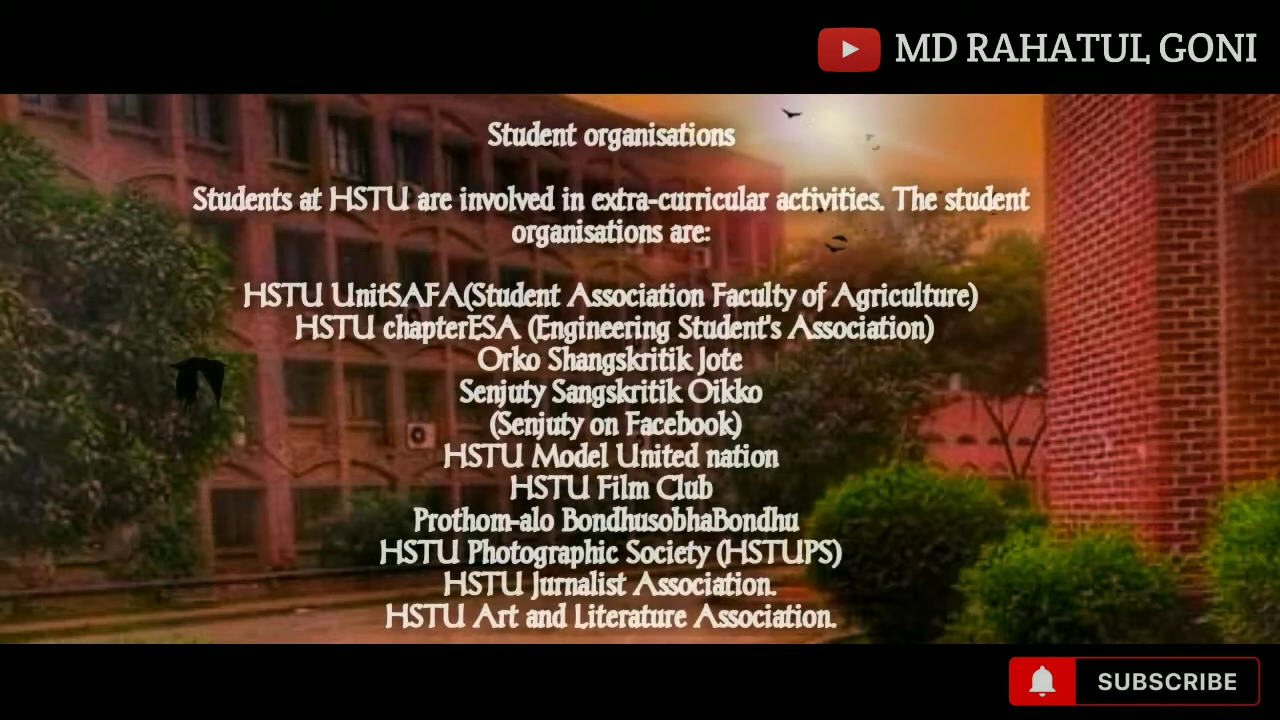 MD RAHATUL GONI
Student organisations
Students at HSTU are involved in extra-curricular activities. The student
organisations are:
HSTU UnitSAFA(Student Association Faculty of Agriculture)
HSTU chapterESA (Engineering Student's Association)
Orko Shangskritik Jote
Senjuty Sangskritik Oikko
(Senjuty on Facebook)
HSTU Model United nation
HSTU Film Club
Prothom-alo BondhusobhaBondhu
HSTU Photographic Society (HSTUPS)
HSTU Jurnalist Association.
HSTU Art and Literature Association.
SUBSCRIBE